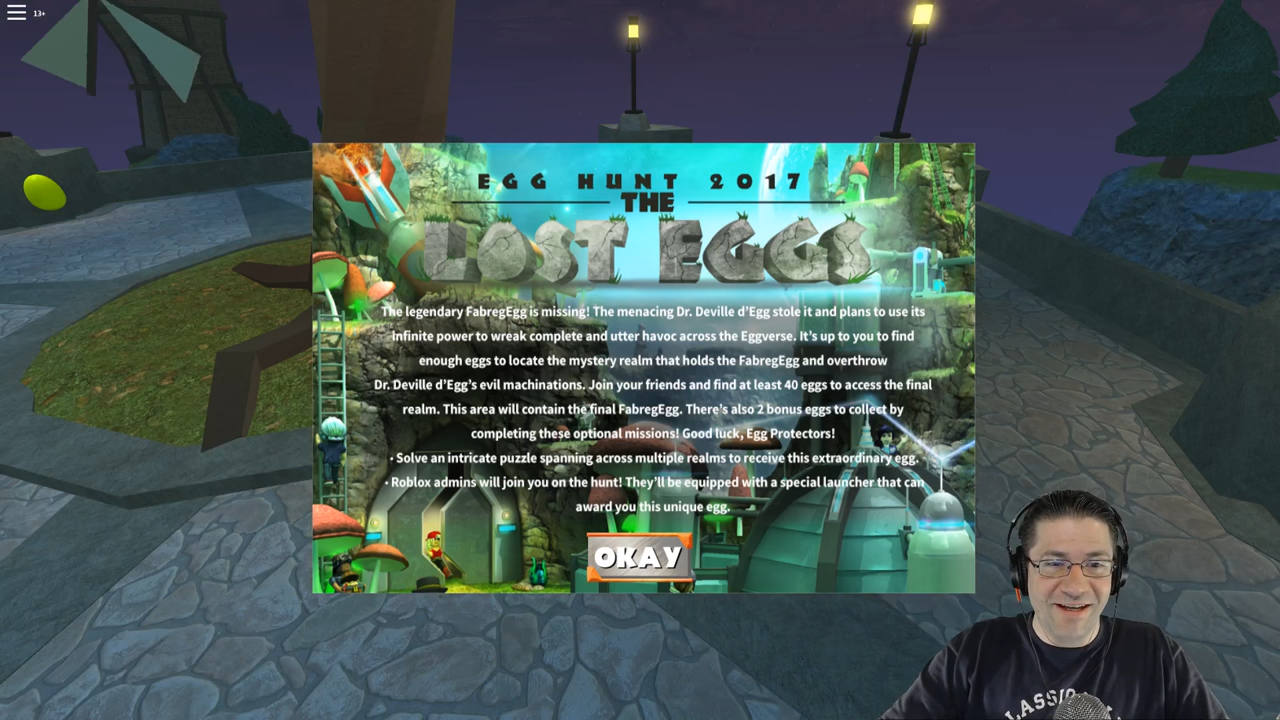 13+
EGG HUNT 2017
THE
LOST EGGS
The legendary FabregEgg is missing! The menacing Dr. Deville d'Egg stole it and plans to use its
infinite power to wreak complete and utter havoc across the Eggverse. It's up to you to find
enough eggs to locate the mystery realm that holds the FabregEgg and overthrow
Dr. Deville d'Egg's evil machinations. Join your friends and find at least 40 eggs to access the final
realm. This area will contain the final FabregEgg. There's also 2 bonus eggs to collect by
completing these optional missions! Good luck, Egg Protectors!
• Solve an intricate puzzle spanning across multiple realms to receive this extraordinary egg.
• Roblox admins will join you on the hunt! They'll be equipped with a special launcher that can
award you this unique egg.
OKAY